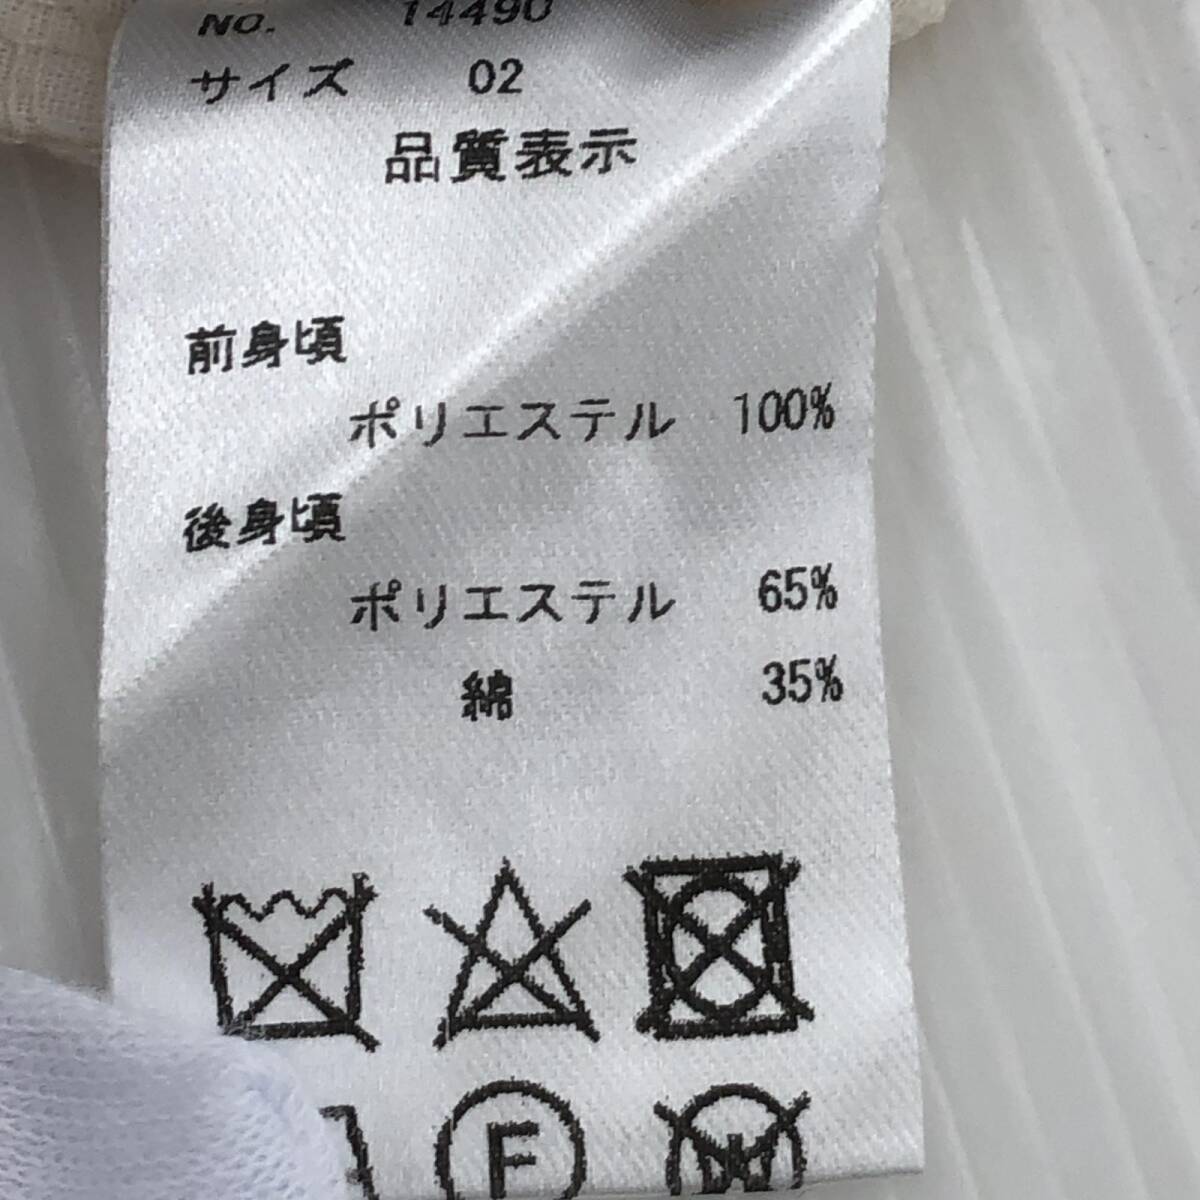 NO. 14490
サイズ 02
品質表示
前身頃
ポリエステル 100%
後身頃
ポリエステル 65%
綿 35%
F
W